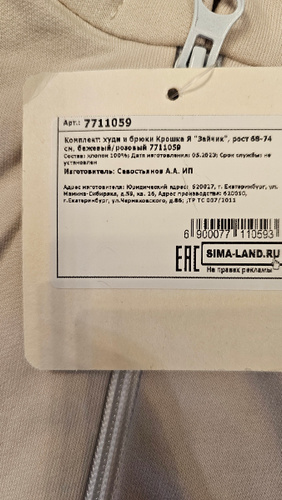 Арт.: 7711059
Комплект: худи и брюки Крошка Я "Зайчик", рост 68-74
см, бежевый/розовый 7711059
Состав: хлопок 100%; Дата изготовления: 05.2023; Срок службы: не
установлен
Изготовитель: Савостьянов А.А. ИП
Адрес изготовителя: Юридический адрес: 620027, г. Екатеринбург, ул.
Мамина-Сибиряка, д.59, кв. 16, Адрес производства: 620050,
г.Екатеринбург, ул.Черняховского, д.86; ,ТР ТС 007/2011
6 900077 110593
EAC SIMA-LAND.RU
Не на правах рекламы